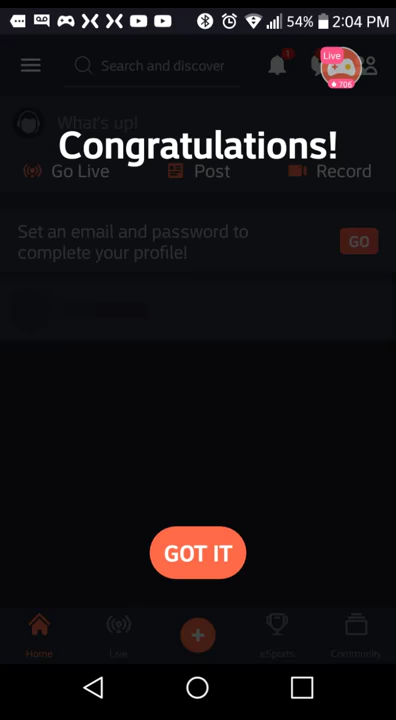 54% 2:04 PM
Live
Search and discover
1
706
What's up!
Congratulations!
Go Live Post Record
Set an email and password to
complete your profile!
GO
GOT IT
Home Live eSports Community